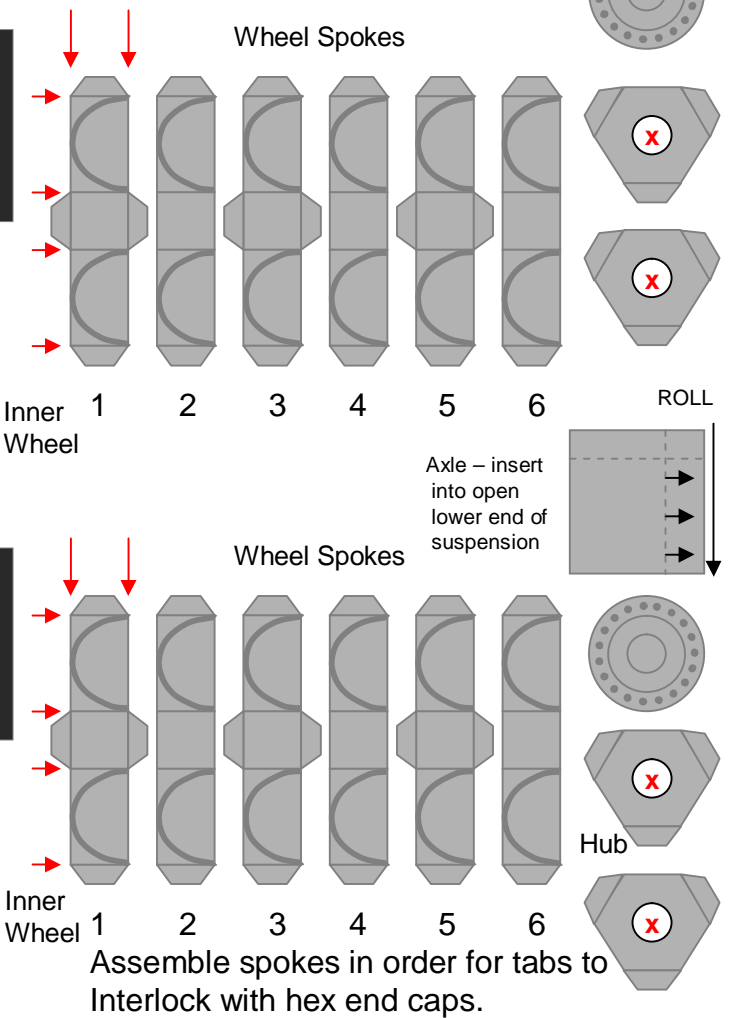 Wheel Spokes
x
x
Inner
Wheel
1 2 3 4 5 6
ROLL
Axle – insert
into open
lower end of
suspension
Wheel Spokes
x
Hub
x
Inner
Wheel
1 2 3 4 5 6
Assemble spokes in order for tabs to
Interlock with hex end caps.